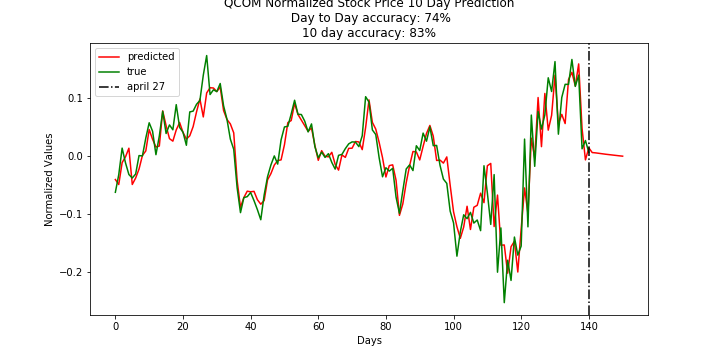 QCOM Normalized Stock Price 10 Day Prediction
Day to Day accuracy: 74%
10 day accuracy: 83%
predicted
true
april 27
Normalized Values
0.1
0.0
−0.1
−0.2
0
20
40
60
80
100
120
140
Days